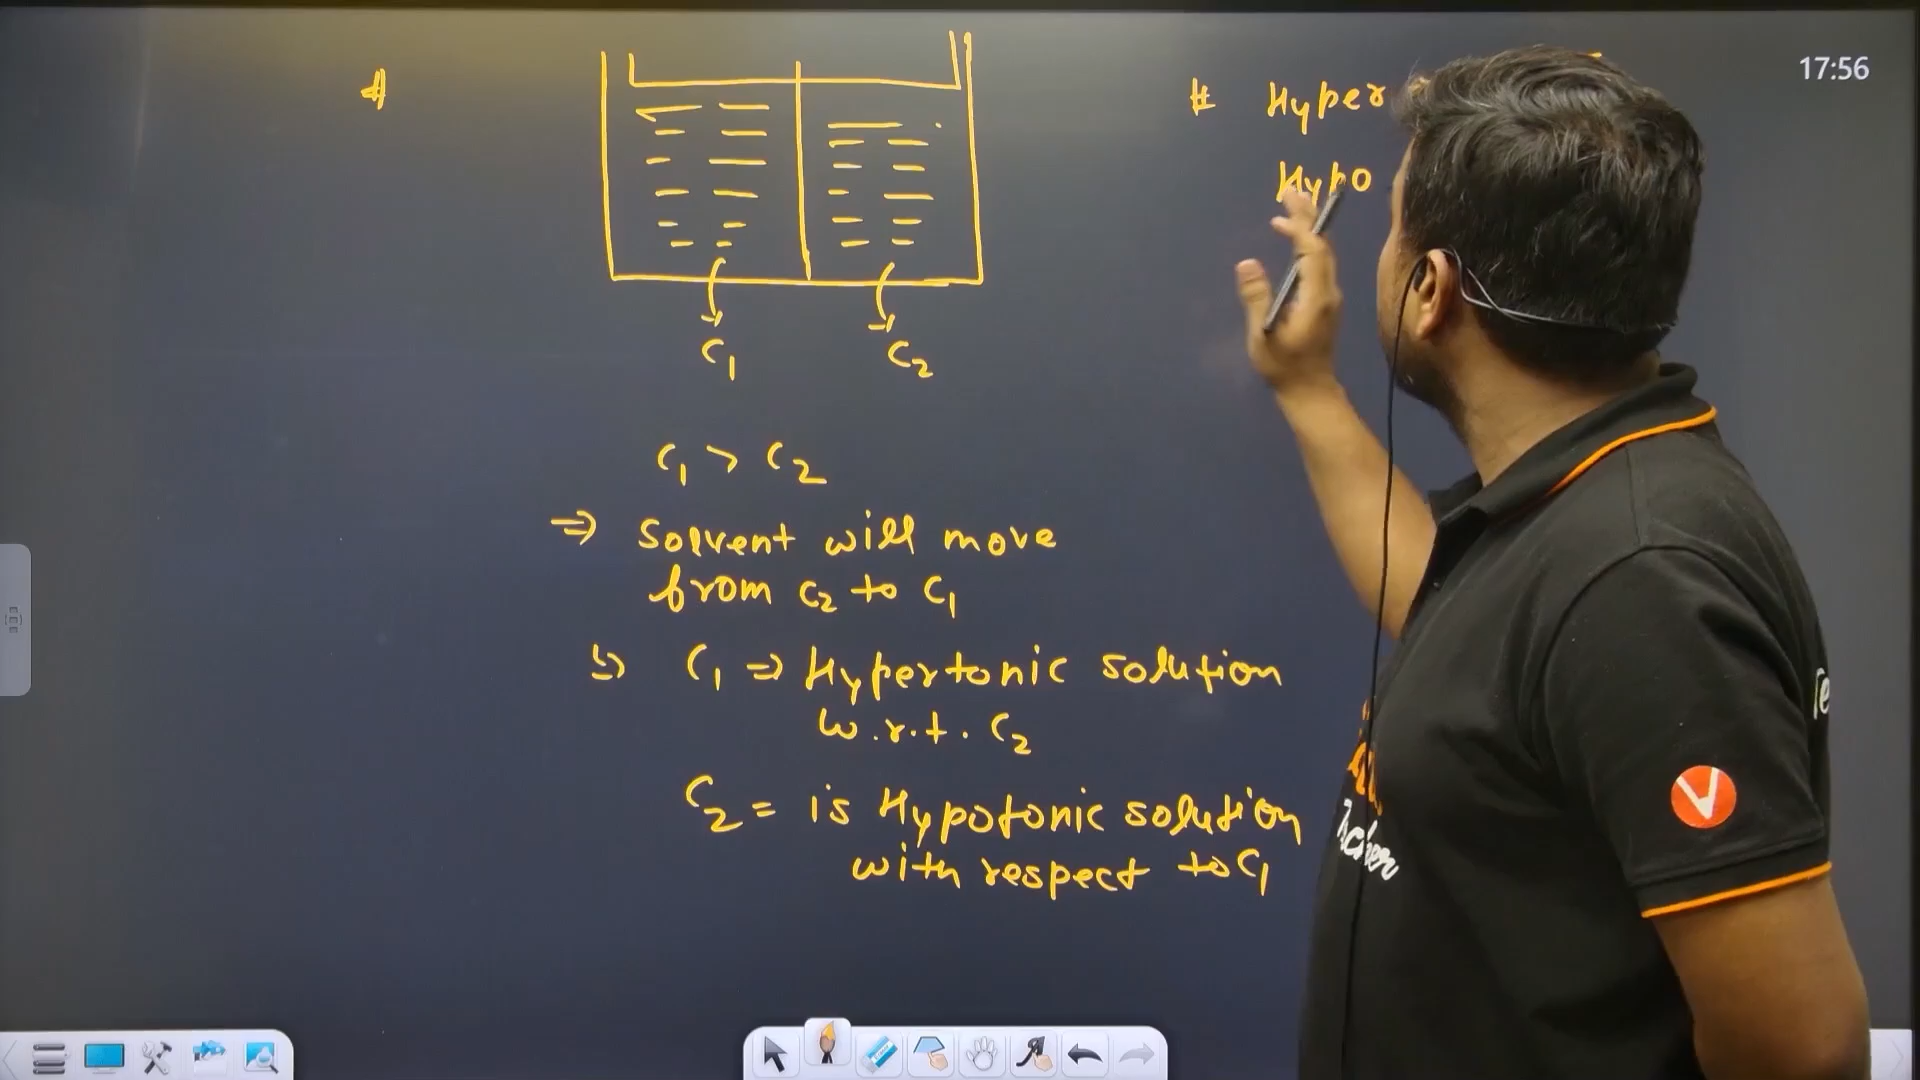 17:56
# Hyper
Hypo
C1 C2
C1 > C2
⇒ Solvent will move
from C2 to C1
↳ C1 ⇒ Hypertonic solution
w.r.t. C2
C2 = is Hypotonic solution
with respect to C1
V